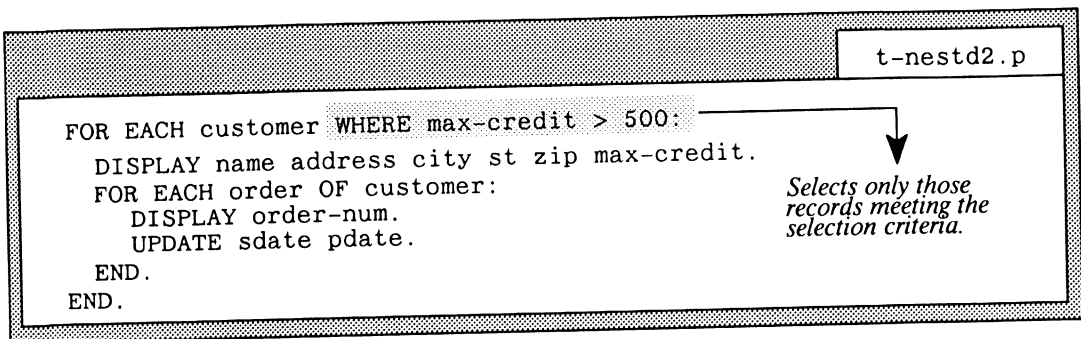 t-nestd2.p
FOR EACH customer WHERE max-credit > 500:
DISPLAY name address city st zip max-credit.
FOR EACH order OF customer:
DISPLAY order-num.
UPDATE sdate pdate.
END.
END.
Selects only those
records meeting the
selection criteria.